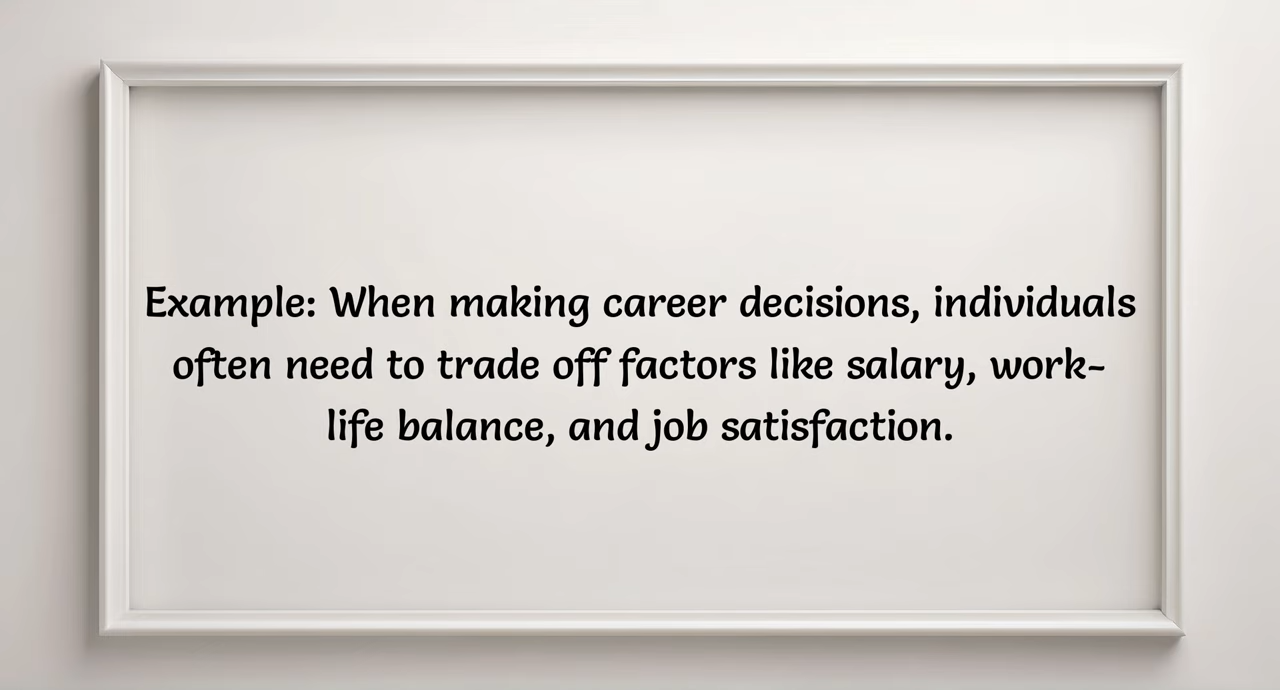 Example: When making career decisions, individuals
often need to trade off factors like salary, work-
life balance, and job satisfaction.